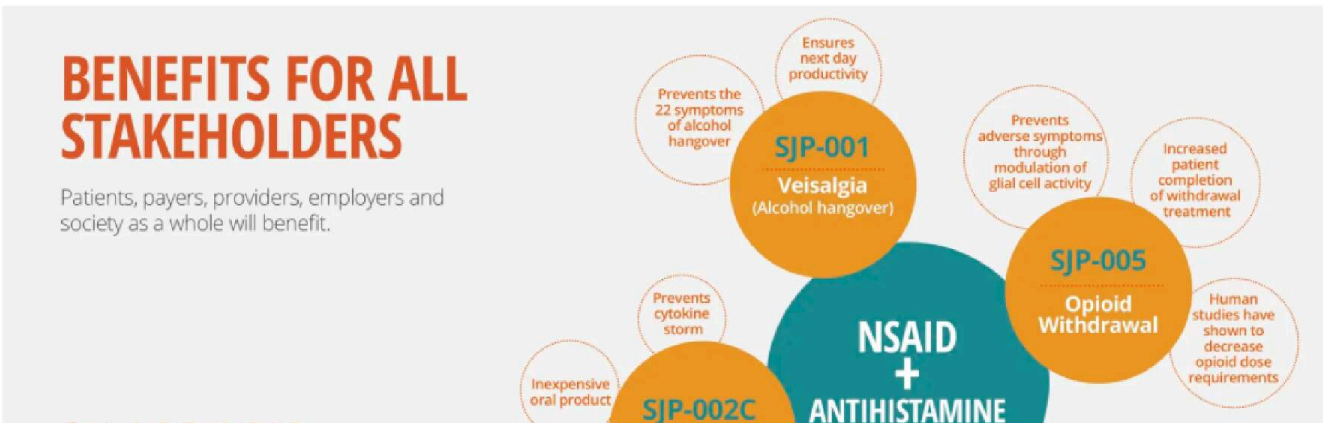 BENEFITS FOR ALL
STAKEHOLDERS
Patients, payers, providers, employers and
society as a whole will benefit.
Ensures
next day
productivity
Prevents the
22 symptoms
of alcohol
hangover
SJP-001
Veisalgia
(Alcohol hangover)
Prevents
adverse symptoms
through
modulation of
glial cell activity
Increased
patient
completion
of withdrawal
treatment
SJP-005
Opioid
Withdrawal
Human
studies have
shown to
decrease
opioid dose
requirements
Prevents
cytokine
storm
Inexpensive
oral product
SJP-002C
NSAID
+
ANTIHISTAMINE